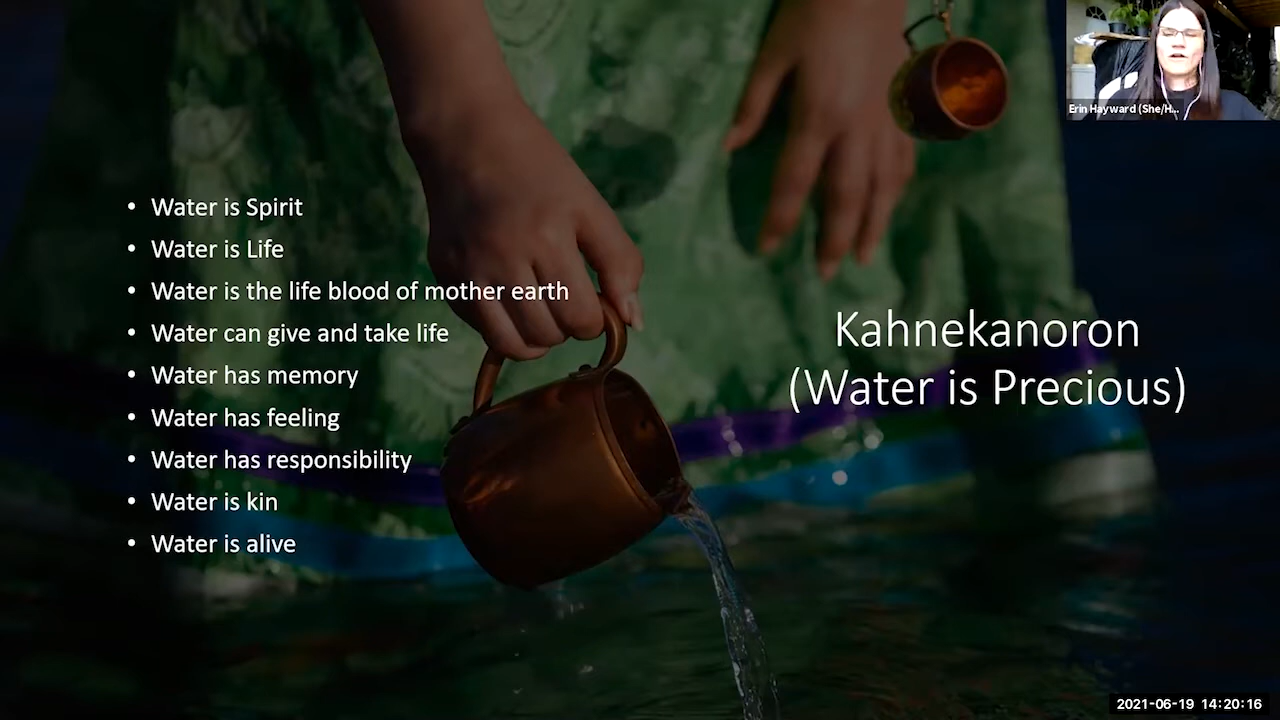 Erin Hayward (She/H...
• Water is Spirit
• Water is Life
• Water is the life blood of mother earth
• Water can give and take life
• Water has memory
• Water has feeling
• Water has responsibility
• Water is kin
• Water is alive
Kahnekanoron
(Water is Precious)
2021-06-19 14:20:16